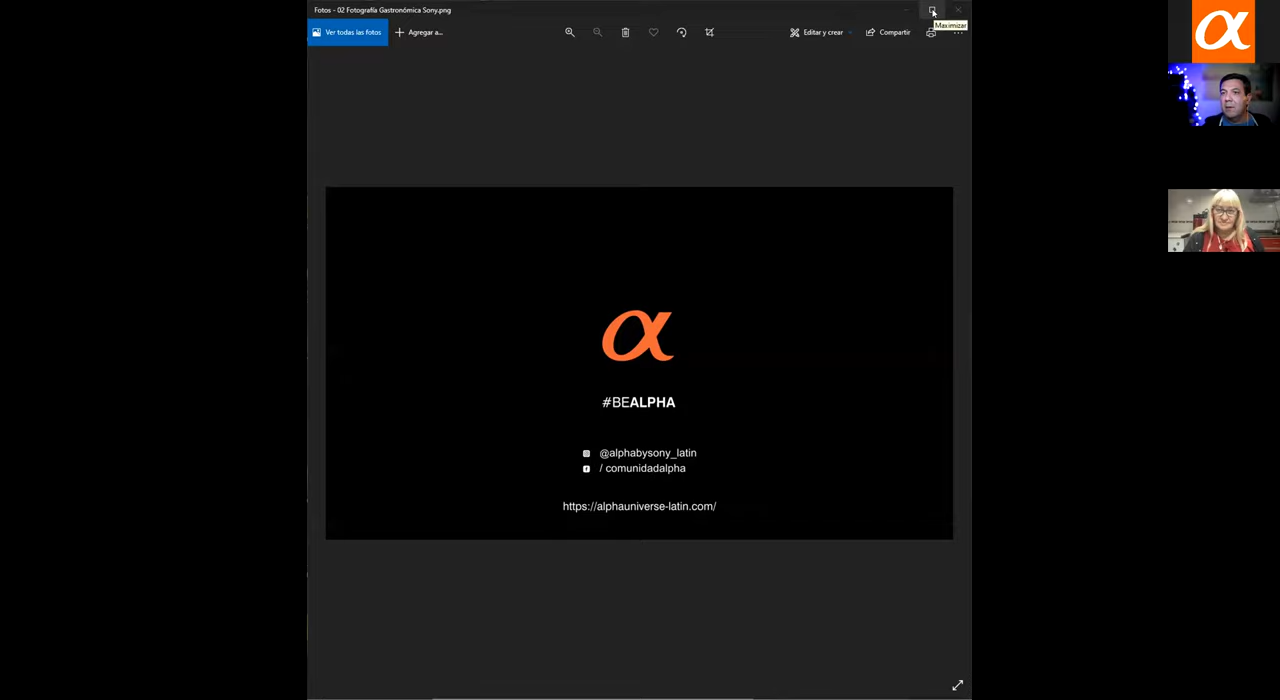 Fotos - 02 Fotografía Gastronómica Sony.png
Maximizar
Ver todas las fotos
Agregar a...
Editar y crear
Compartir
α
α
#BEALPHA
@alphabysony_latin
/ comunidadalpha
https://alphauniverse-latin.com/